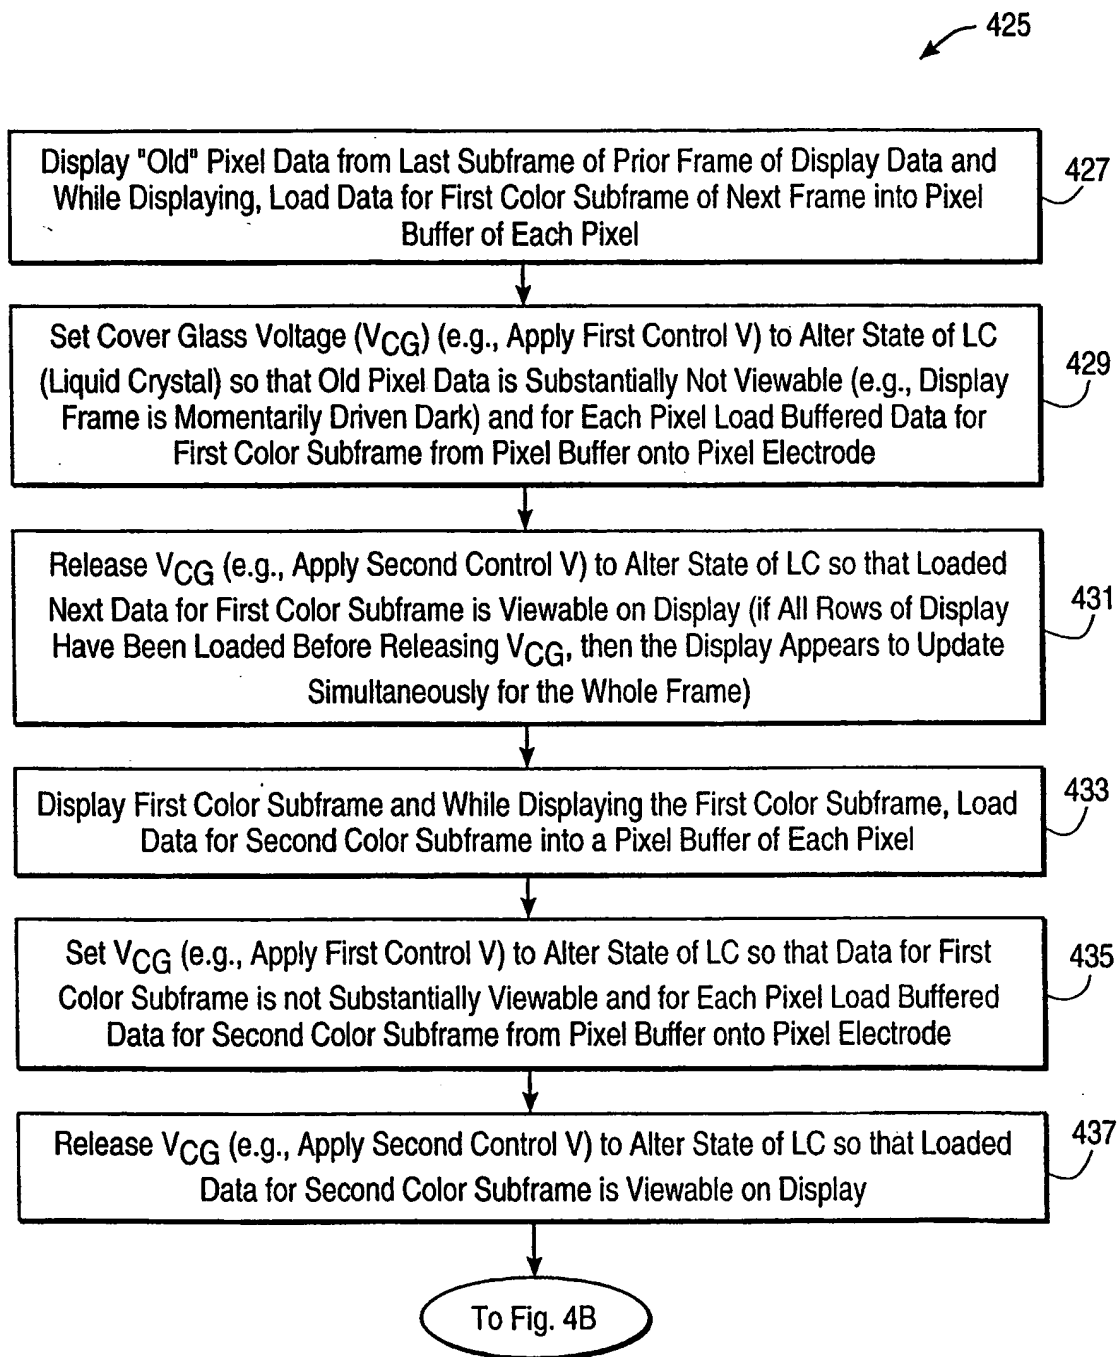 425
Display "Old" Pixel Data from Last Subframe of Prior Frame of Display Data and
While Displaying, Load Data for First Color Subframe of Next Frame into Pixel
Buffer of Each Pixel
427
Set Cover Glass Voltage (VCG) (e.g., Apply First Control V) to Alter State of LC
(Liquid Crystal) so that Old Pixel Data is Substantially Not Viewable (e.g., Display
Frame is Momentarily Driven Dark) and for Each Pixel Load Buffered Data for
First Color Subframe from Pixel Buffer onto Pixel Electrode
429
Release VCG (e.g., Apply Second Control V) to Alter State of LC so that Loaded
Next Data for First Color Subframe is Viewable on Display (if All Rows of Display
Have Been Loaded Before Releasing VCG, then the Display Appears to Update
Simultaneously for the Whole Frame)
431
Display First Color Subframe and While Displaying the First Color Subframe, Load
Data for Second Color Subframe into a Pixel Buffer of Each Pixel
433
Set VCG (e.g., Apply First Control V) to Alter State of LC so that Data for First
Color Subframe is not Substantially Viewable and for Each Pixel Load Buffered
Data for Second Color Subframe from Pixel Buffer onto Pixel Electrode
435
Release VCG (e.g., Apply Second Control V) to Alter State of LC so that Loaded
Data for Second Color Subframe is Viewable on Display
437
To Fig. 4B